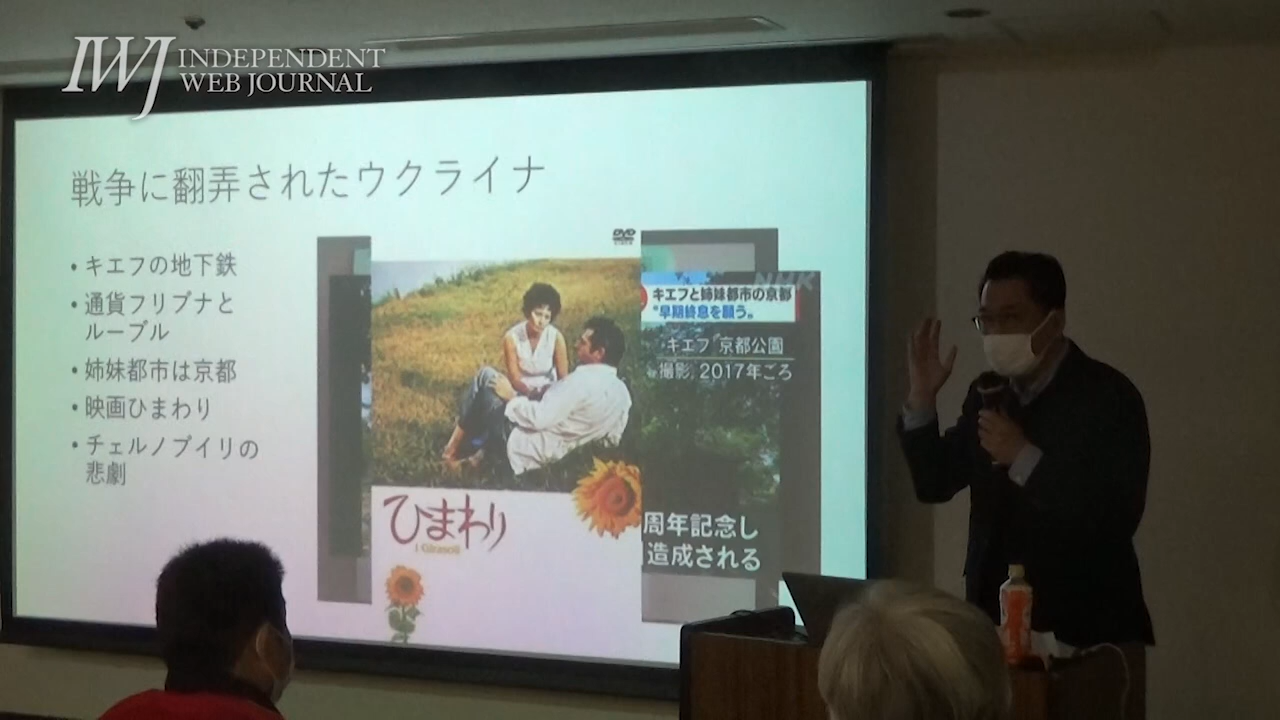 IWJ INDEPENDENT
WEB JOURNAL
戦争に翻弄されたウクライナ
• キエフの地下鉄
• 通貨フリブナと
ルーブル
• 姉妹都市は京都
• 映画ひまわり
• チェルノブイリの
悲劇
DVD
ひまわり
I Girasoli
NHK
キエフと姉妹都市の京都
“早期終息を願う”
キエフ 京都公園
撮影, 2017年ごろ
周年記念し
造成される